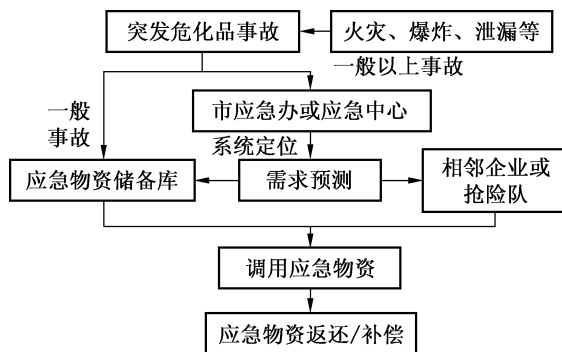 突发危化品事故
火灾、爆炸、泄漏等
一般以上事故
一般
事故
市应急办或应急中心
系统定位
应急物资储备库
需求预测
相邻企业或
抢险队
调用应急物资
应急物资返还/补偿